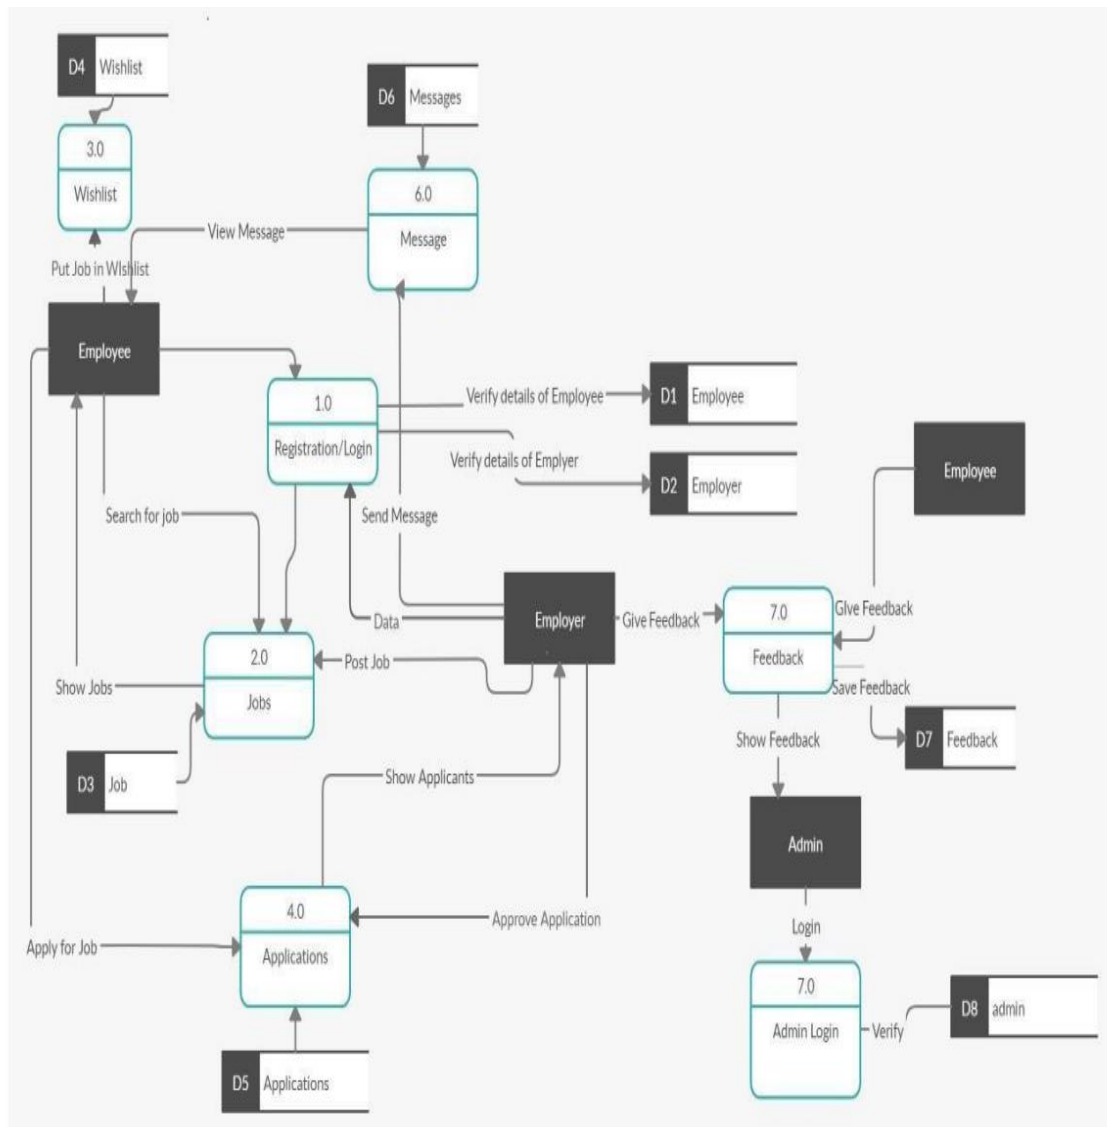 D4 Wishlist
D6 Messages
3.0
Wishlist
6.0
Message
View Message
Put Job in WIshlist
Employee
1.0
Registration/Login
Verify details of Employee
D1 Employee
Verify details of Emplyer
D2 Employer
Employee
Search for job
Send Message
Employer
Data
Give Feedback
7.0
Feedback
GIve Feedback
2.0
Jobs
Post Job
Show Jobs
Save Feedback
D7 Feedback
Show Feedback
D3 Job
Show Applicants
Admin
4.0
Applications
Approve Application
Login
Apply for Job
7.0
Admin Login
Verify
D8 admin
D5 Applications